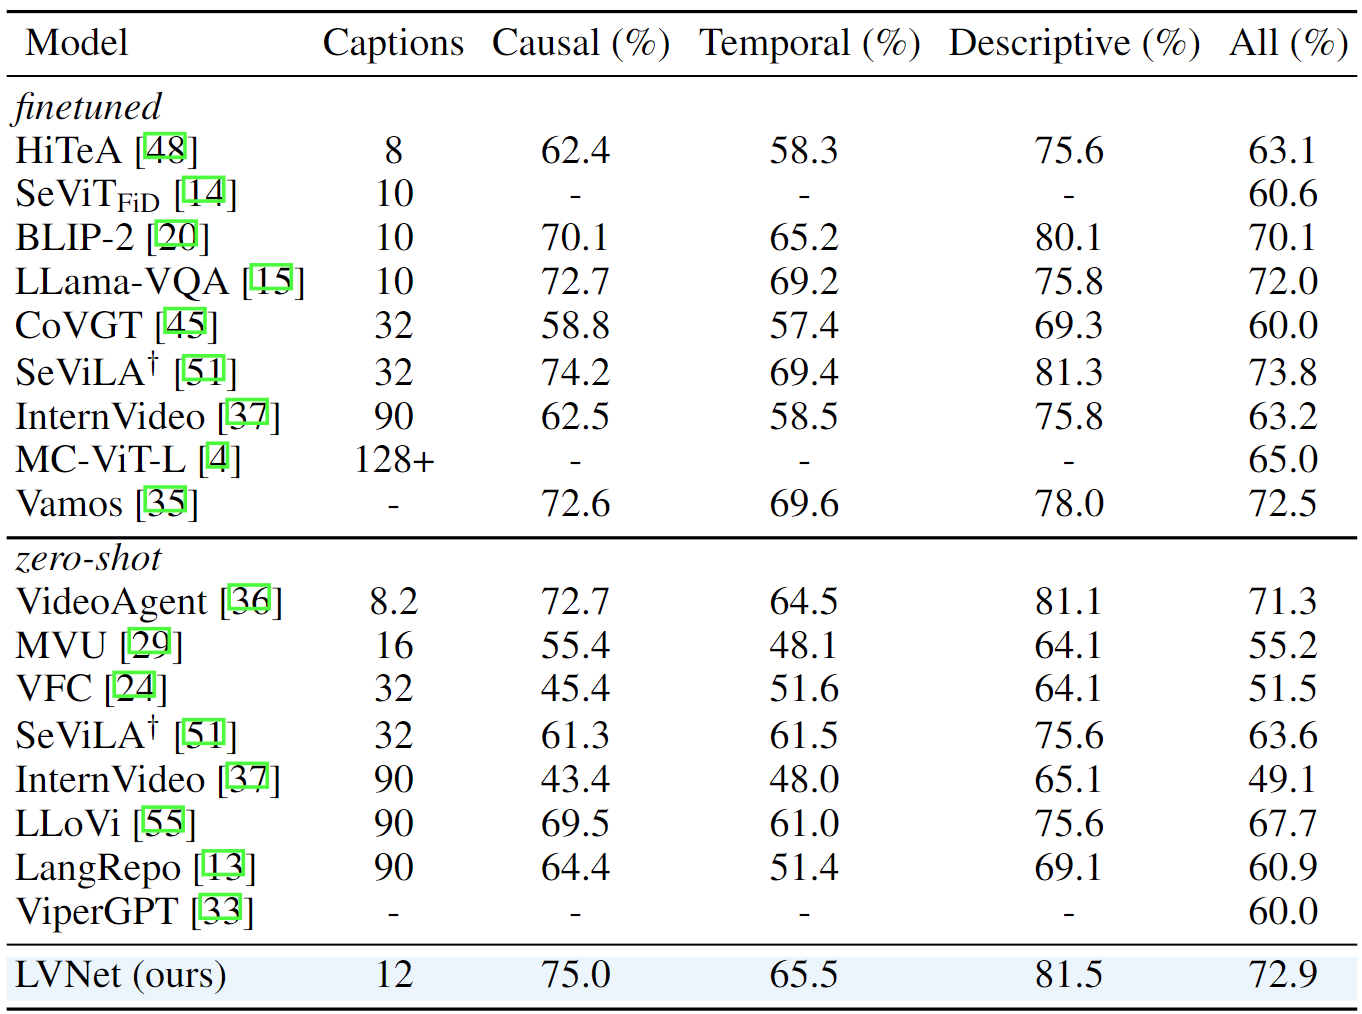 Model Captions Causal (%) Temporal (%) Descriptive (%) All (%)
finetuned
HiTeA [48] 8 62.4 58.3 75.6 63.1
SeViTFiD [14] 10 - - - 60.6
BLIP-2 [20] 10 70.1 65.2 80.1 70.1
LLama-VQA [15] 10 72.7 69.2 75.8 72.0
CoVGT [45] 32 58.8 57.4 69.3 60.0
SeViLA† [51] 32 74.2 69.4 81.3 73.8
InternVideo [37] 90 62.5 58.5 75.8 63.2
MC-ViT-L [4] 128+ - - - 65.0
Vamos [35] - 72.6 69.6 78.0 72.5
zero-shot
VideoAgent [36] 8.2 72.7 64.5 81.1 71.3
MVU [29] 16 55.4 48.1 64.1 55.2
VFC [24] 32 45.4 51.6 64.1 51.5
SeViLA† [51] 32 61.3 61.5 75.6 63.6
InternVideo [37] 90 43.4 48.0 65.1 49.1
LLoVi [55] 90 69.5 61.0 75.6 67.7
LangRepo [13] 90 64.4 51.4 69.1 60.9
ViperGPT [33] - - - - 60.0
LVNet (ours) 12 75.0 65.5 81.5 72.9